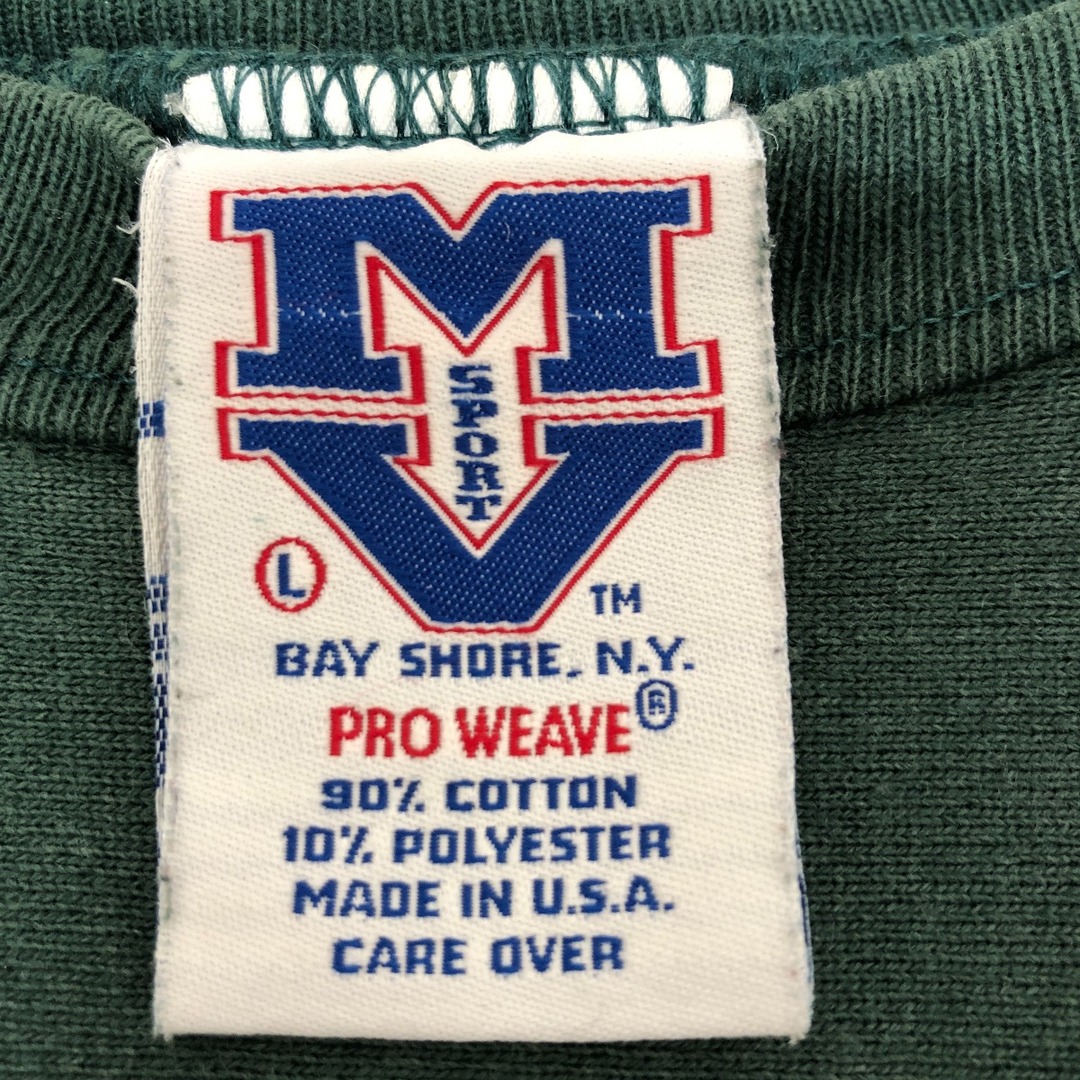 MV
SPORT
L
TM
BAY SHORE, N.Y.
PRO WEAVE®
90% COTTON
10% POLYESTER
MADE IN U.S.A.
CARE OVER